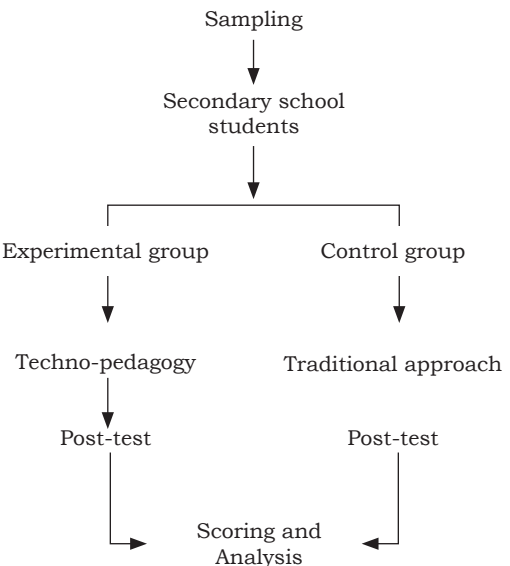 Sampling
Secondary school
students
Experimental group
Control group
Techno-pedagogy
Traditional approach
Post-test
Post-test
Scoring and
Analysis